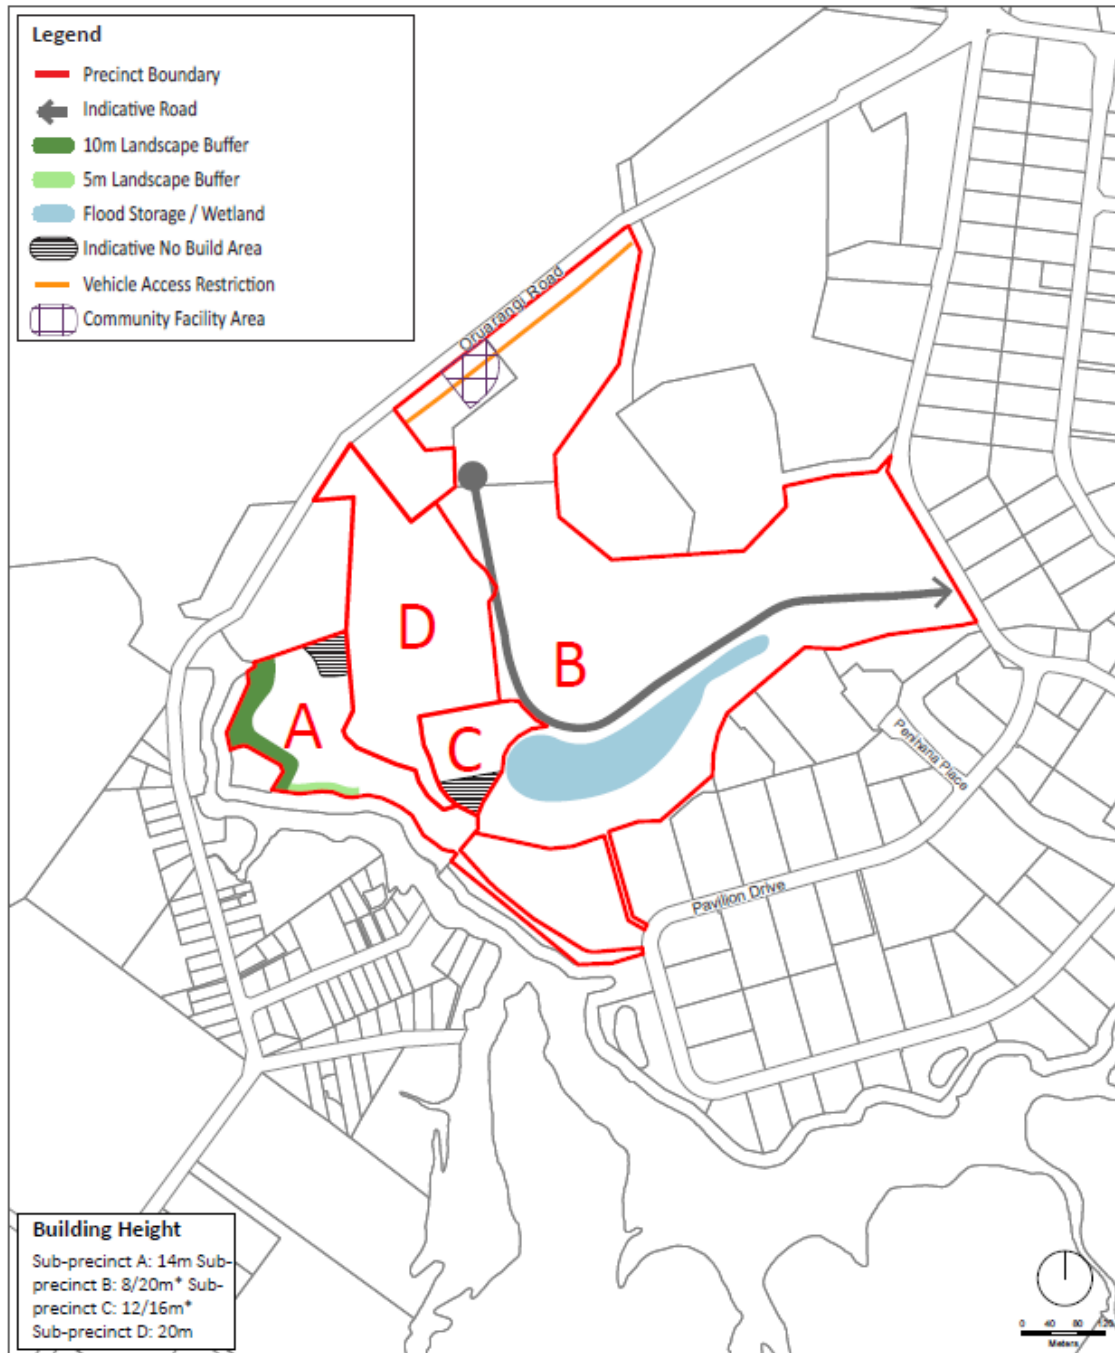 Legend
Precinct Boundary
Indicative Road
10m Landscape Buffer
5m Landscape Buffer
Flood Storage / Wetland
Indicative No Build Area
Vehicle Access Restriction
Community Facility Area
Oruarangi Road
D
B
A
C
Penihana Place
Pavilion Drive
Building Height
Sub-precinct A: 14m Sub-
precinct B: 8/20m* Sub-
precinct C: 12/16m*
Sub-precinct D: 20m
0 40 80 120
Meters